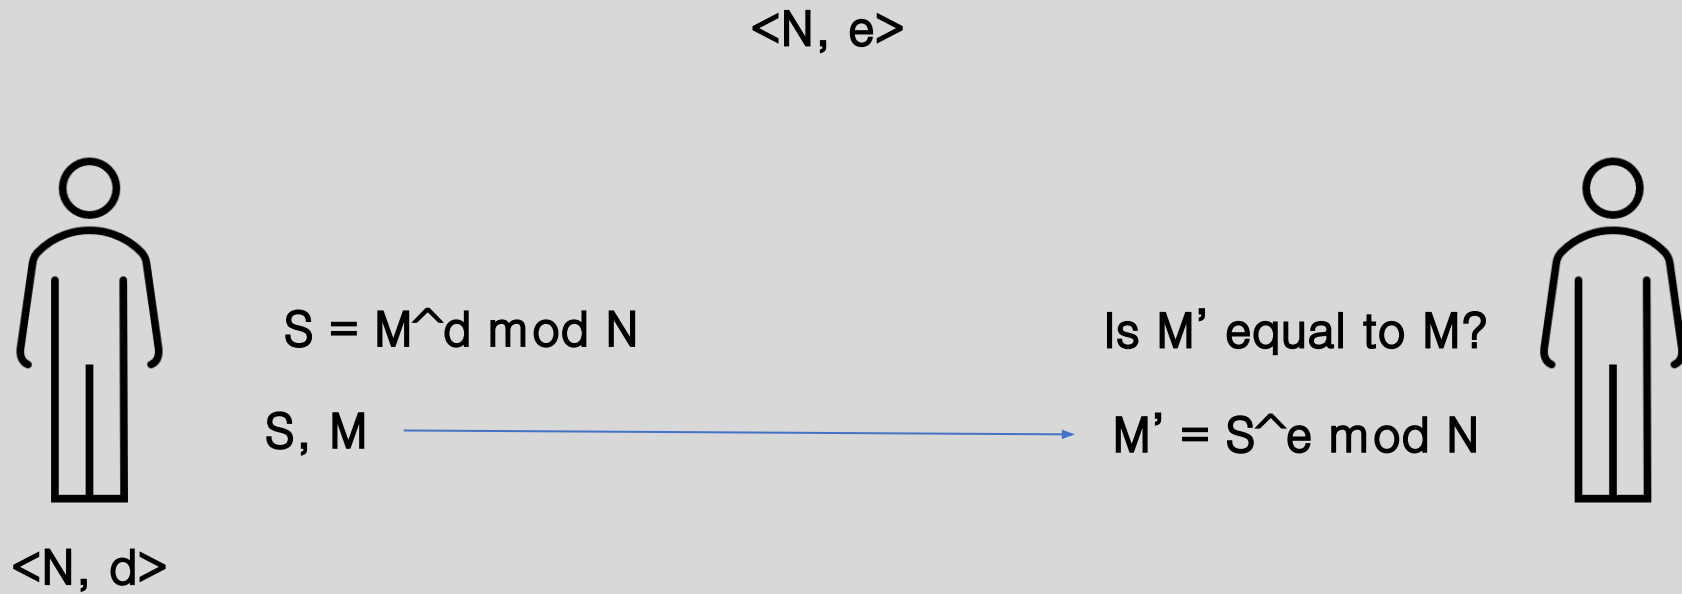 <N, e>
S = M^d mod N
Is M’ equal to M?
S, M
M’ = S^e mod N
<N, d>